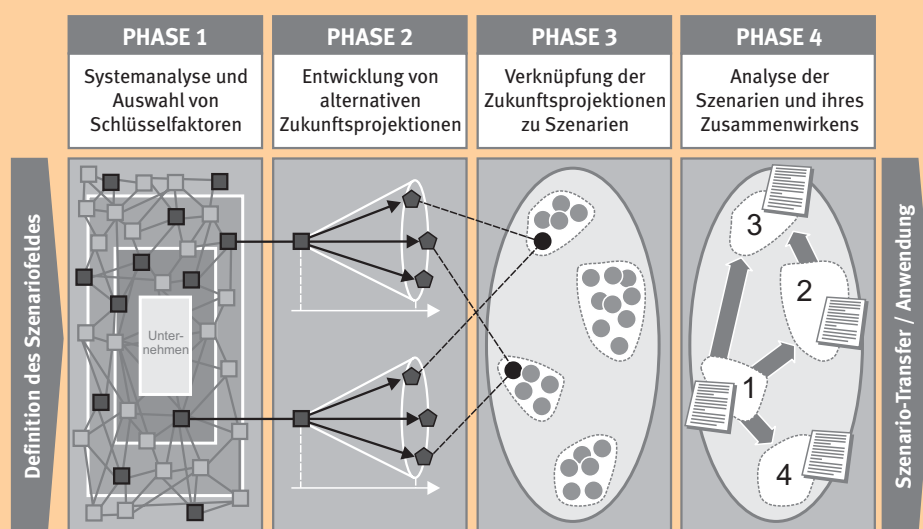 PHASE 1
Systemanalyse und
Auswahl von
Schlüsselfaktoren
PHASE 2
Entwicklung von
alternativen
Zukunftsprojektionen
PHASE 3
Verknüpfung der
Zukunftsprojektionen
zu Szenarien
PHASE 4
Analyse der
Szenarien und ihres
Zusammenwirkens
Definition des Szenariofeldes
Unter-
nehmen
3
2
1
4
Szenario-Transfer / Anwendung